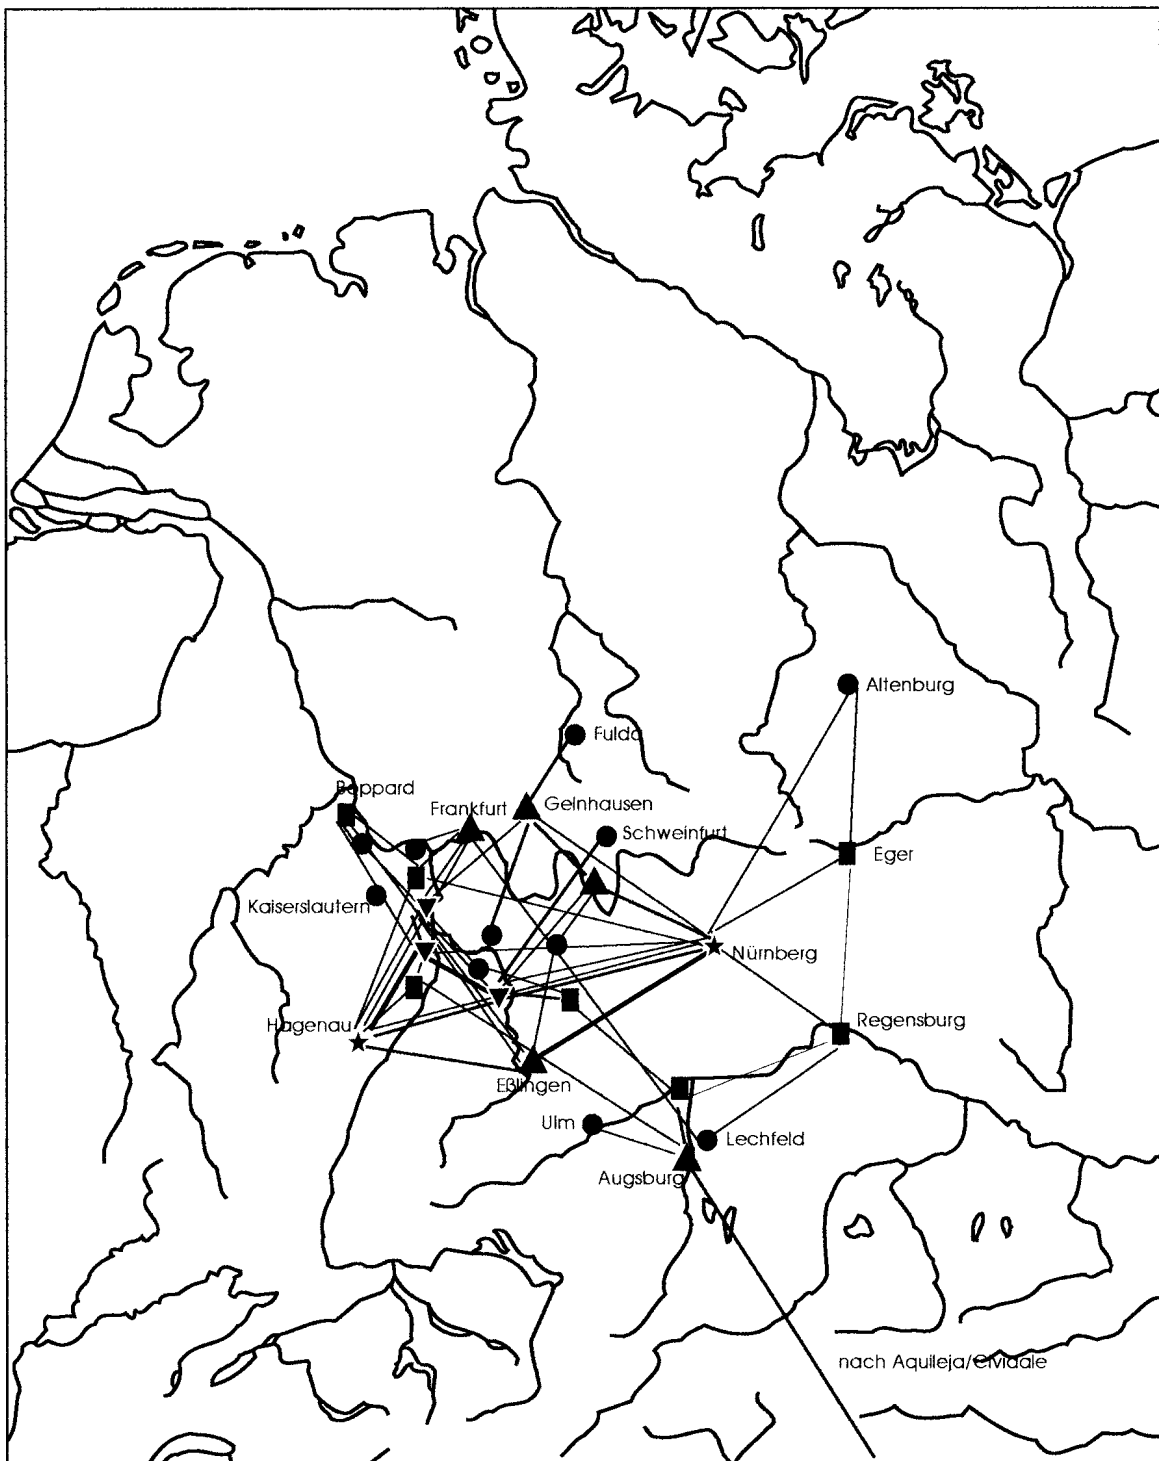 Altenburg
Fulda
Boppard
Frankfurt
Gelnhausen
Schweinfurt
Eger
Kaiserslautern
Nürnberg
Hagenau
Regensburg
Eßlingen
Ulm
Lechfeld
Augsburg
nach Aquileja/Cividale